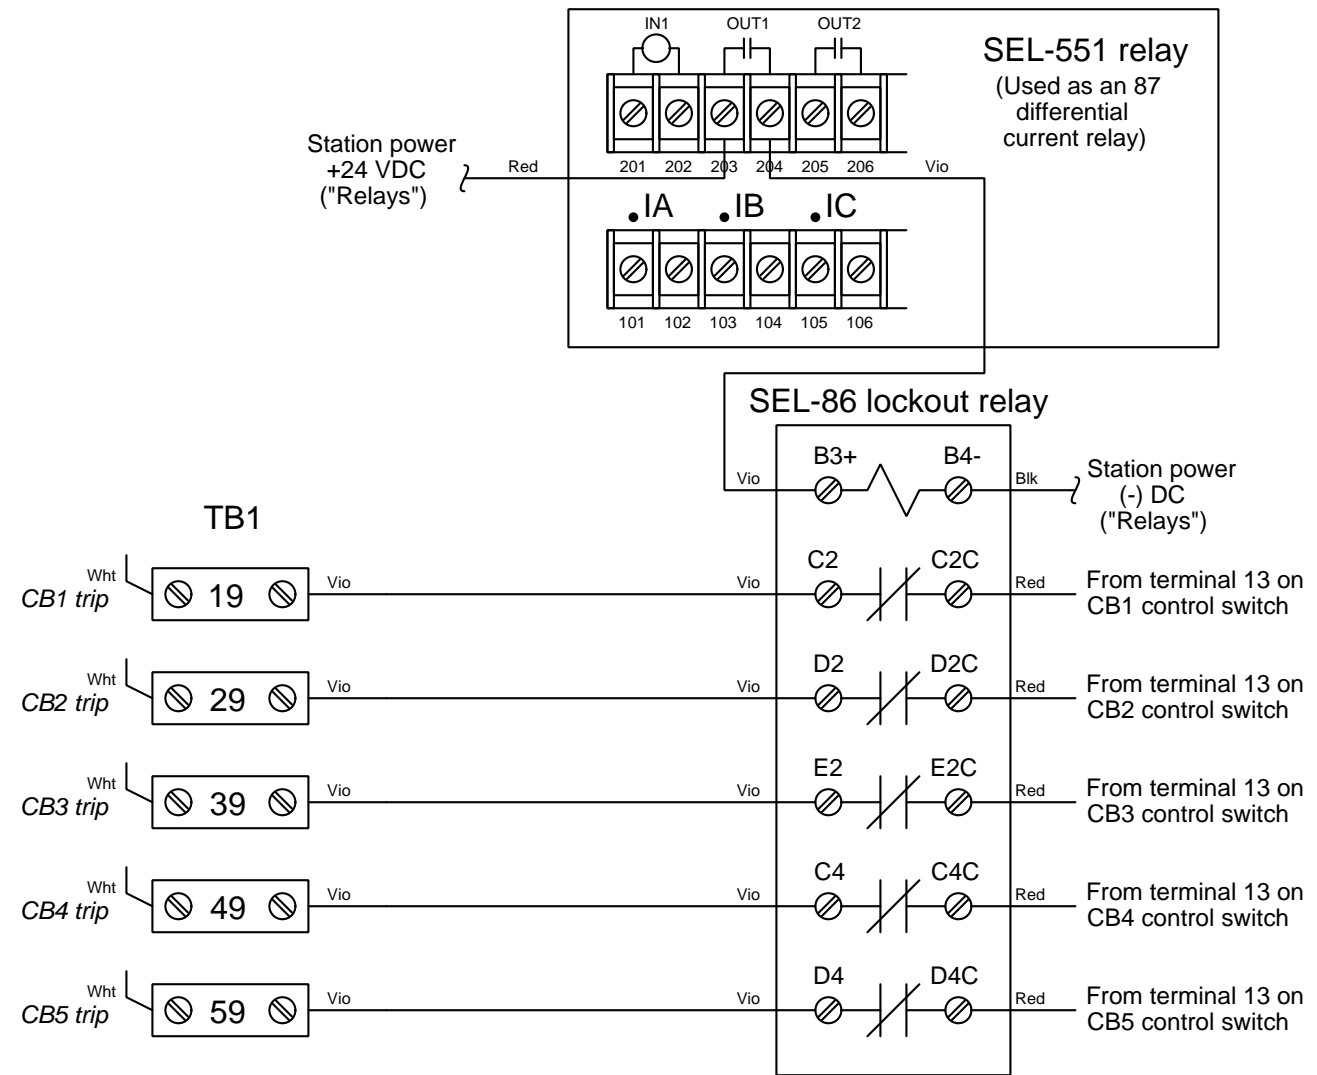 IN1 OUT1 OUT2
SEL-551 relay
(Used as an 87
differential
current relay)
Station power
+24 VDC
("Relays")
Red
201 202 203 204 205 206
Vio
IA IB IC
101 102 103 104 105 106
SEL-86 lockout relay
B3+ B4-
Vio
Blk
Station power
(-) DC
("Relays")
TB1
C2 C2C
Wht
CB1 trip
19
Vio
Vio
Red
From terminal 13 on
CB1 control switch
D2 D2C
Wht
CB2 trip
29
Vio
Vio
Red
From terminal 13 on
CB2 control switch
E2 E2C
Wht
CB3 trip
39
Vio
Vio
Red
From terminal 13 on
CB3 control switch
C4 C4C
Wht
CB4 trip
49
Vio
Vio
Red
From terminal 13 on
CB4 control switch
D4 D4C
Wht
CB5 trip
59
Vio
Vio
Red
From terminal 13 on
CB5 control switch